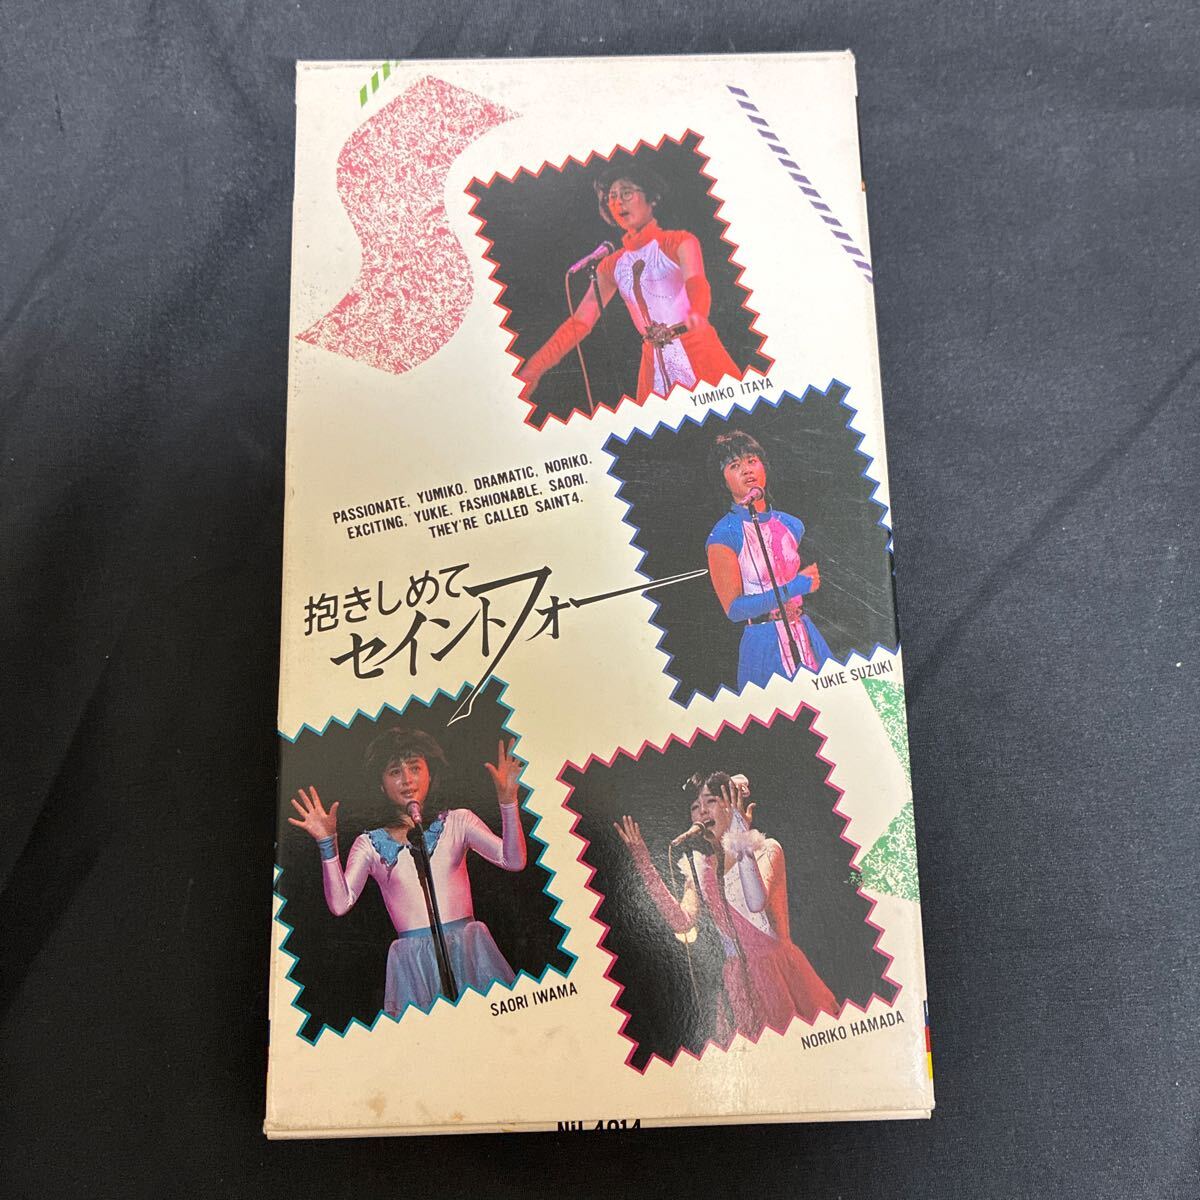 YUMIKO ITAYA
PASSIONATE, YUMIKO. DRAMATIC, NORIKO.
EXCITING, YUKIE. FASHIONABLE, SAORI.
THEY'RE CALLED SAINT4.
抱きしめて
セイントフォー
YUKIE SUZUKI
SAORI IWAMA
NORIKO HAMADA